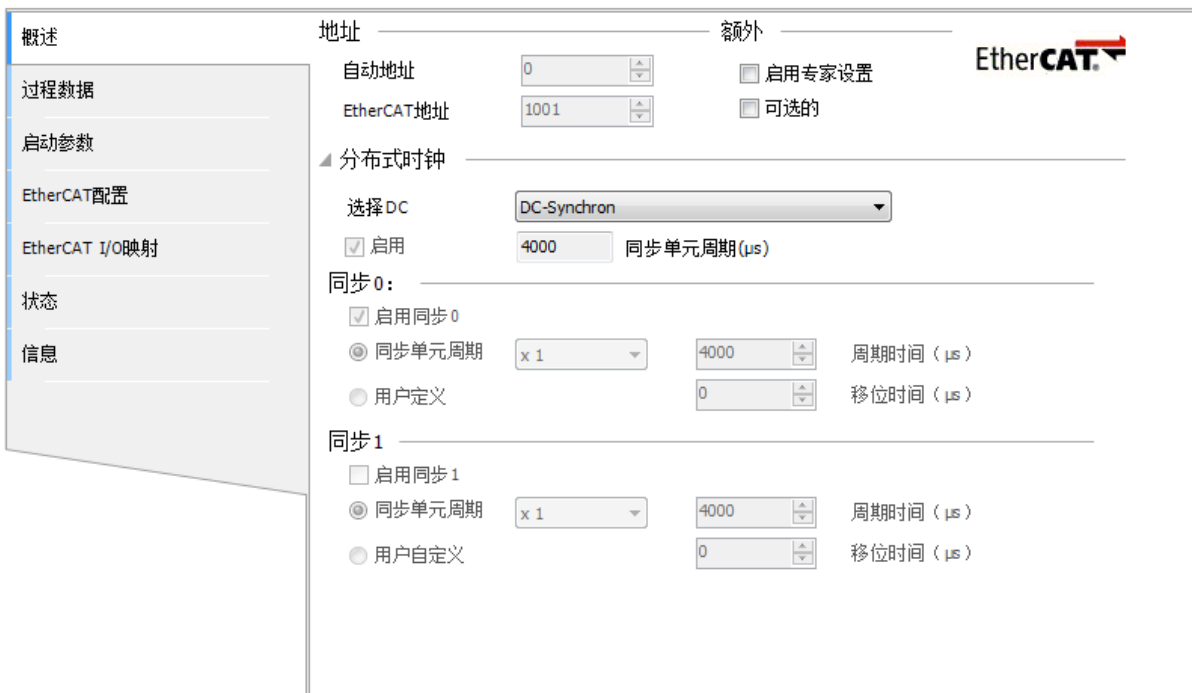 概述
过程数据
启动参数
EtherCAT配置
EtherCAT I/O映射
状态
信息
地址 额外
自动地址 0 启用专家设置
EtherCAT地址 1001 可选的
EtherCAT.
分布式时钟
选择DC DC-Synchron
启用 4000 同步单元周期(μs)
同步0:
启用同步0
同步单元周期 x 1 4000 周期时间(μs)
用户定义 0 移位时间(μs)
同步1
启用同步1
同步单元周期 x 1 4000 周期时间(μs)
用户自定义 0 移位时间(μs)